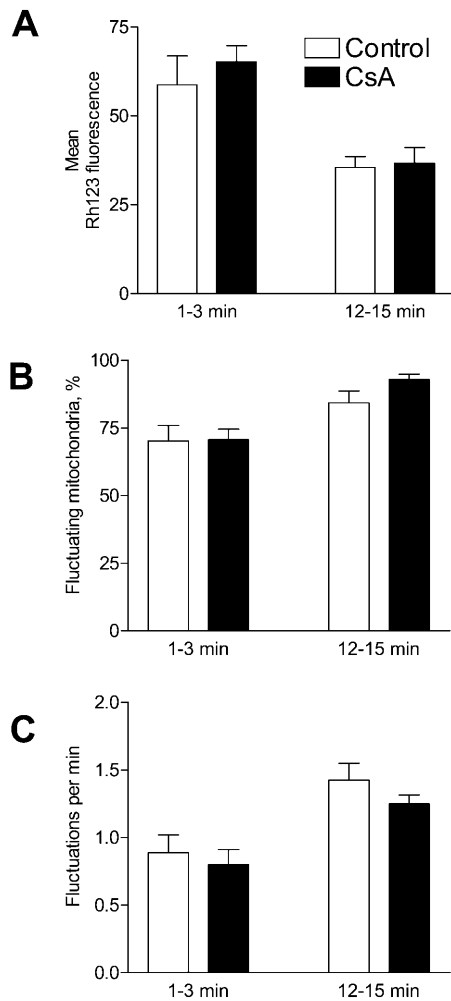 A
75
50
25
0
Mean
Rh123 fluorescence
Control
CsA
1-3 min
12-15 min
B
100
75
50
25
0
Fluctuating mitochondria, %
1-3 min
12-15 min
C
2.0
1.5
1.0
0.5
0.0
Fluctuations per min
1-3 min
12-15 min